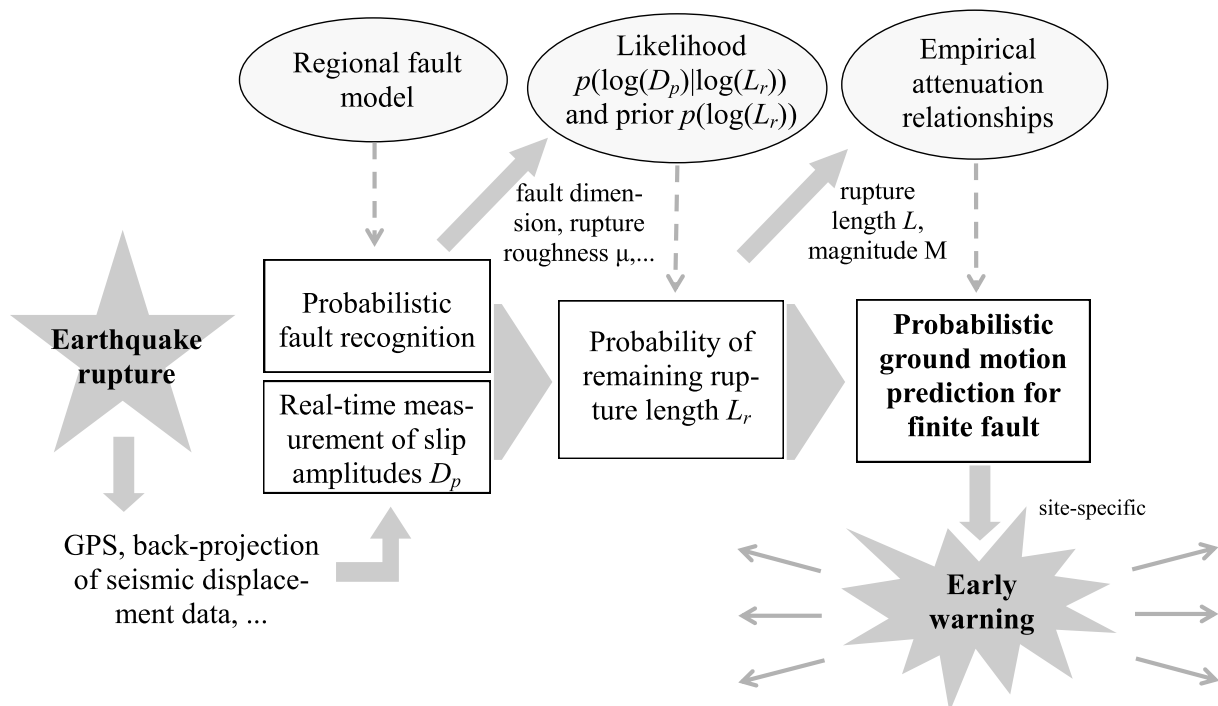 Regional fault
model
Likelihood
p(log(Dp)|log(Lr))
and prior p(log(Lr))
Empirical
attenuation
relationships
fault dimen-
sion, rupture
roughness μ,...
rupture
length L,
magnitude M
Earthquake
rupture
Probabilistic
fault recognition
Real-time meas-
urement of slip
amplitudes Dp
Probability of
remaining rup-
ture length Lr
Probabilistic
ground motion
prediction for
finite fault
GPS, back-projection
of seismic displace-
ment data, ...
site-specific
Early
warning